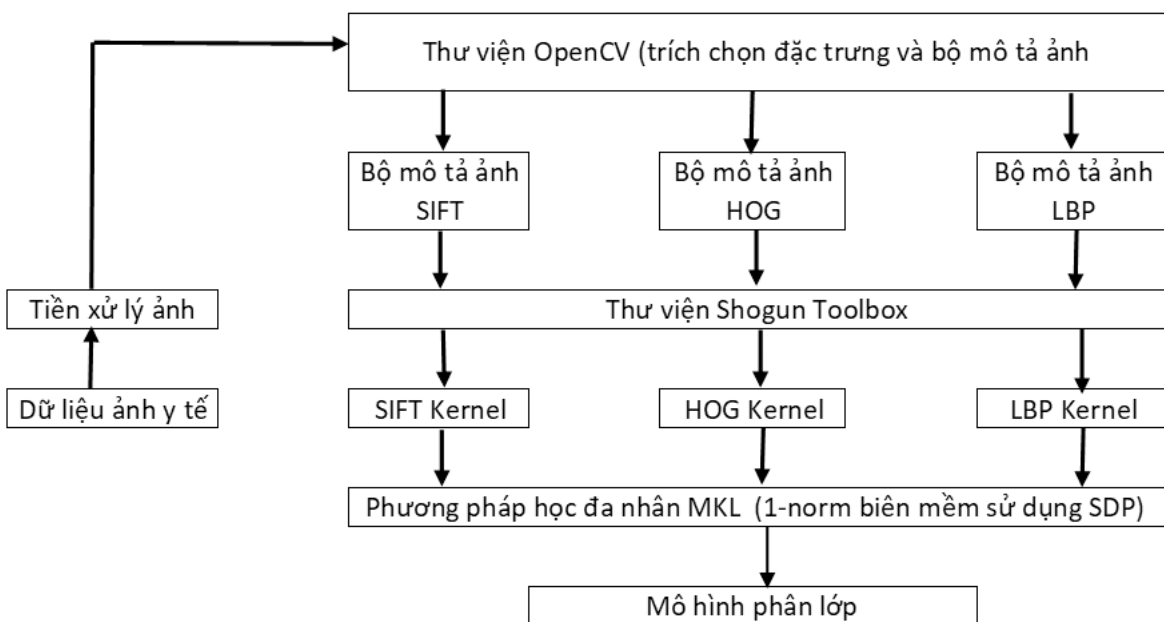 Thư viện OpenCV (trích chọn đặc trưng và bộ mô tả ảnh
Bộ mô tả ảnh
SIFT
Bộ mô tả ảnh
HOG
Bộ mô tả ảnh
LBP
Tiền xử lý ảnh
Thư viện Shogun Toolbox
Dữ liệu ảnh y tế
SIFT Kernel
HOG Kernel
LBP Kernel
Phương pháp học đa nhân MKL (1-norm biên mềm sử dụng SDP)
Mô hình phân lớp